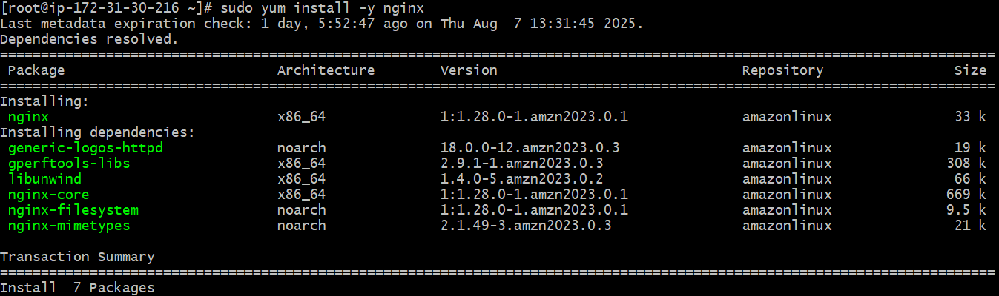 [root@ip-172-31-30-216 ~]# sudo yum install -y nginx
Last metadata expiration check: 1 day, 5:52:47 ago on Thu Aug  7 13:31:45 2025.
Dependencies resolved.
================================================================================
 Package                Architecture    Version                      Repository      Size
================================================================================
Installing:
 nginx                  x86_64          1:1.28.0-1.amzn2023.0.1      amazonlinux     33 k
Installing dependencies:
 generic-logos-httpd    noarch          18.0.0-12.amzn2023.0.3       amazonlinux     19 k
 gperftools-libs        x86_64          2.9.1-1.amzn2023.0.3         amazonlinux    308 k
 libunwind              x86_64          1.4.0-5.amzn2023.0.2         amazonlinux     66 k
 nginx-core             x86_64          1:1.28.0-1.amzn2023.0.1      amazonlinux    669 k
 nginx-filesystem       noarch          1:1.28.0-1.amzn2023.0.1      amazonlinux    9.5 k
 nginx-mimetypes        noarch          2.1.49-3.amzn2023.0.3        amazonlinux     21 k

Transaction Summary
================================================================================
Install  7 Packages